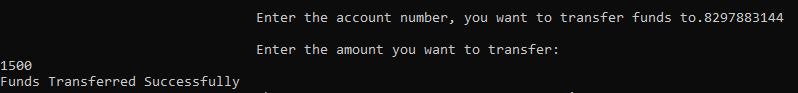 Enter the account number, you want to transfer funds to.8297883144
Enter the amount you want to transfer:
1500
Funds Transferred Successfully